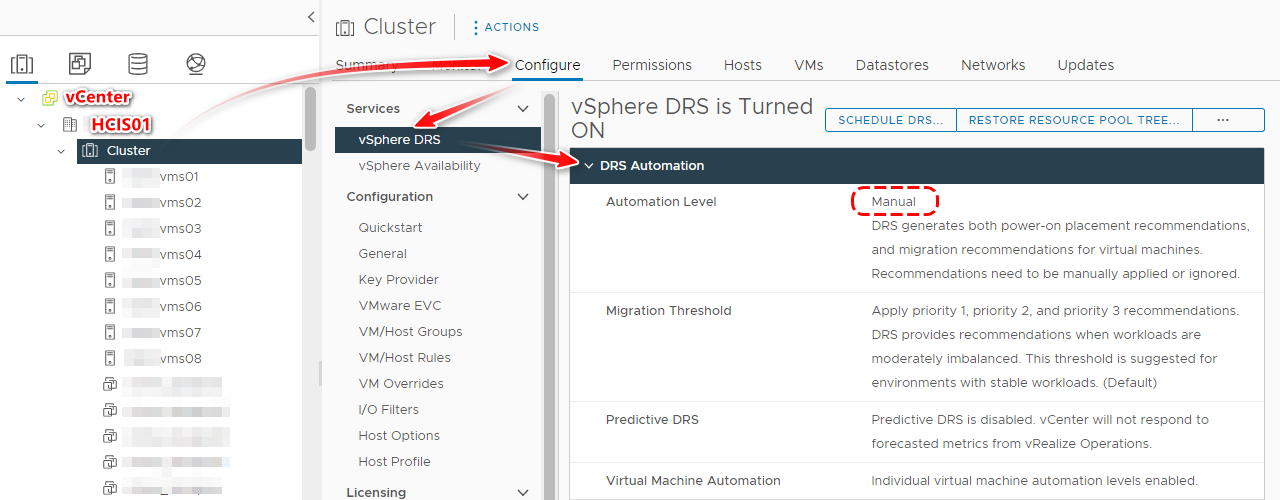 Cluster
ACTIONS
Summary
Configure
Permissions
Hosts
VMs
Datastores
Networks
Updates
vCenter
HCIS01
Cluster
vms01
vms02
vms03
vms04
vms05
vms06
vms07
vms08
Services
vSphere DRS
vSphere Availability
Configuration
Quickstart
General
Key Provider
VMware EVC
VM/Host Groups
VM/Host Rules
VM Overrides
I/O Filters
Host Options
Host Profile
Licensing
vSphere DRS is Turned
ON
SCHEDULE DRS...
RESTORE RESOURCE POOL TREE...
...
DRS Automation
Automation Level
Manual
DRS generates both power-on placement recommendations,
and migration recommendations for virtual machines.
Recommendations need to be manually applied or ignored.
Migration Threshold
Apply priority 1, priority 2, and priority 3 recommendations.
DRS provides recommendations when workloads are
moderately imbalanced. This threshold is suggested for
environments with stable workloads. (Default)
Predictive DRS
Predictive DRS is disabled. vCenter will not respond to
forecasted metrics from vRealize Operations.
Virtual Machine Automation
Individual virtual machine automation levels enabled.